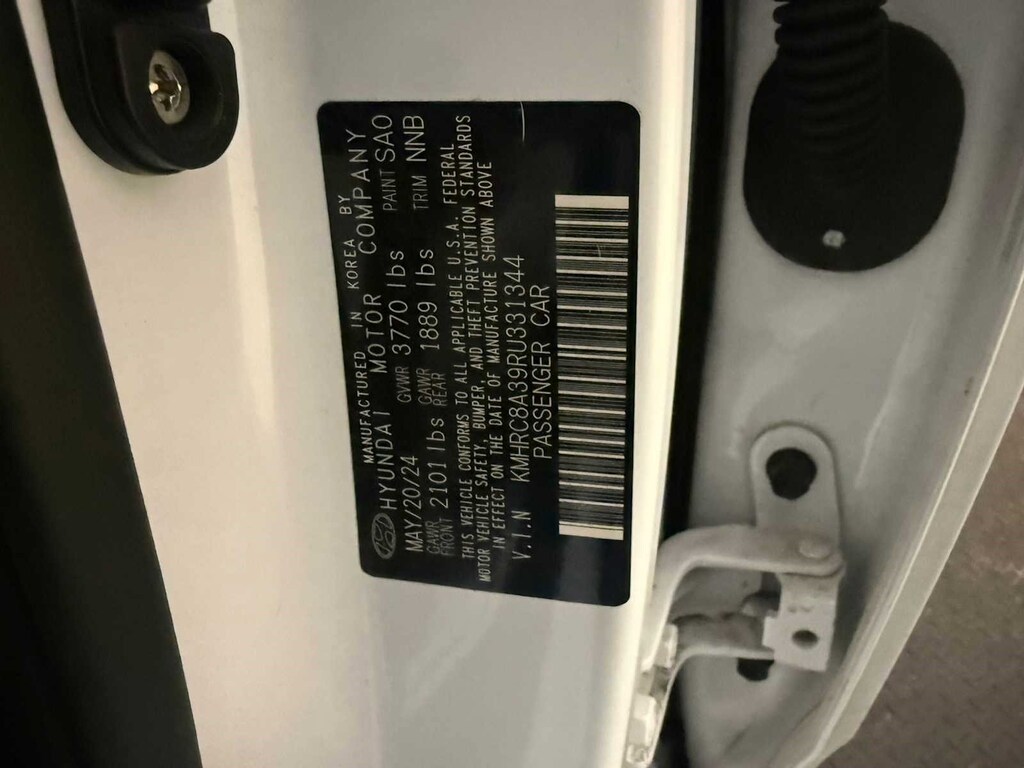 MANUFACTURED IN KOREA BY
HYUNDAI MOTOR COMPANY
MAY/20/24 GVWR 3770 lbs PAINT SAO
GAWR FRONT 2101 lbs GAWR REAR 1889 lbs TRIM NNB
THIS VEHICLE CONFORMS TO ALL APPLICABLE U.S.A. FEDERAL
MOTOR VEHICLE SAFETY, BUMPER, AND THEFT PREVENTION STANDARDS
IN EFFECT ON THE DATE OF MANUFACTURE SHOWN ABOVE
V.I.N KMHRC8A39RU331344
PASSENGER CAR